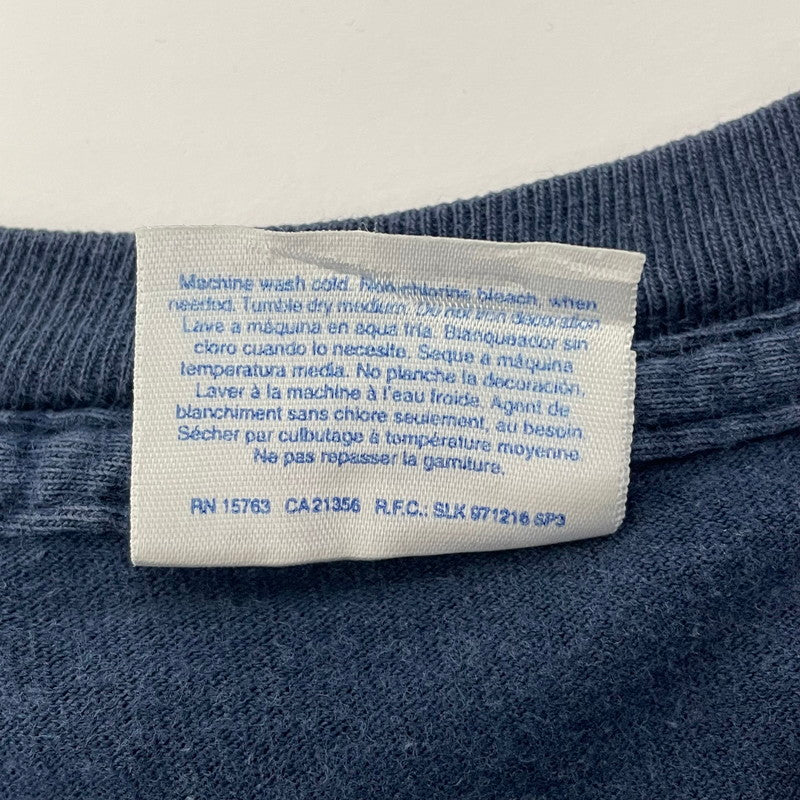 Machine wash cold. Non-chlorine bleach, when
needed. Tumble dry medium. Do not iron decoration.
Lave a máquina en agua fría. Blanqueador sin
cloro cuando lo necesite. Seque a máquina
temperatura media. No planche la decoración.
Laver à la machine à l'eau froide. Agent de
blanchiment sans chlore seulement, au besoin.
Sécher par culbutage à température moyenne.
Ne pas repasser la garniture.
RN 15763 CA 21356 R.F.C.: SLK 971216 6P3